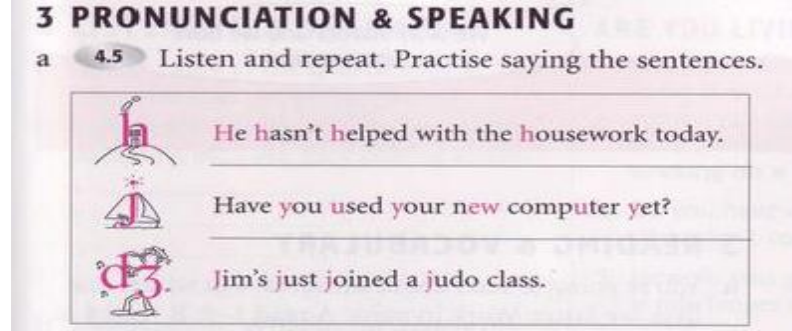 3 PRONUNCIATION & SPEAKING
a 4.5 Listen and repeat. Practise saying the sentences.
h He hasn't helped with the housework today.
j Have you used your new computer yet?
dʒ Jim's just joined a judo class.